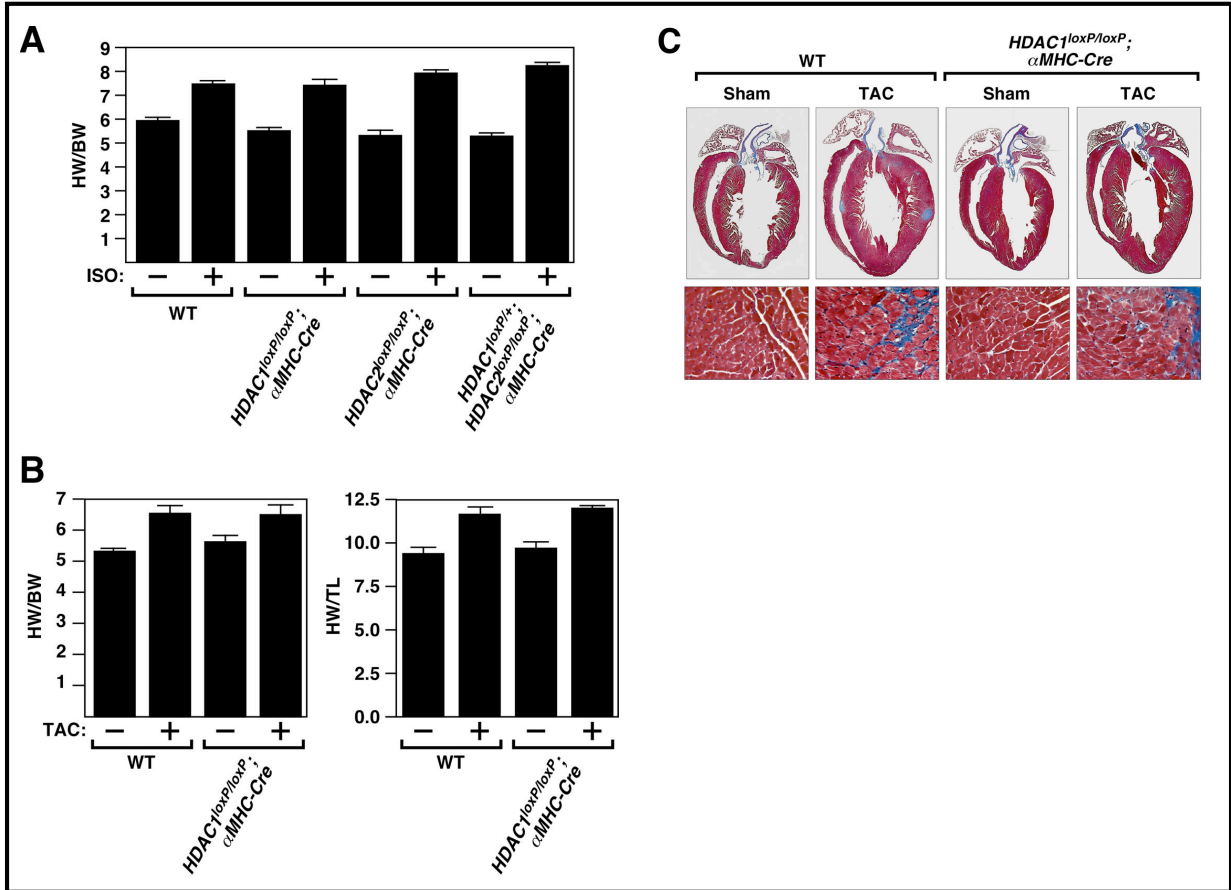 A
9
8
7
6
5
4
3
2
1
HW/BW
ISO: − + − + − + − +
WT
HDAC1loxP/loxP;
αMHC-Cre
HDAC2loxP/loxP;
αMHC-Cre
HDAC1loxP/+;
HDAC2loxP/loxP;
αMHC-Cre
B
7
6
5
4
3
2
1
HW/BW
TAC: − + − +
WT
HDAC1loxP/loxP;
αMHC-Cre
12.5
10.0
7.5
5.0
2.5
0.0
HW/TL
− + − +
WT
HDAC1loxP/loxP;
αMHC-Cre
C
WT
HDAC1loxP/loxP;
αMHC-Cre
Sham TAC Sham TAC